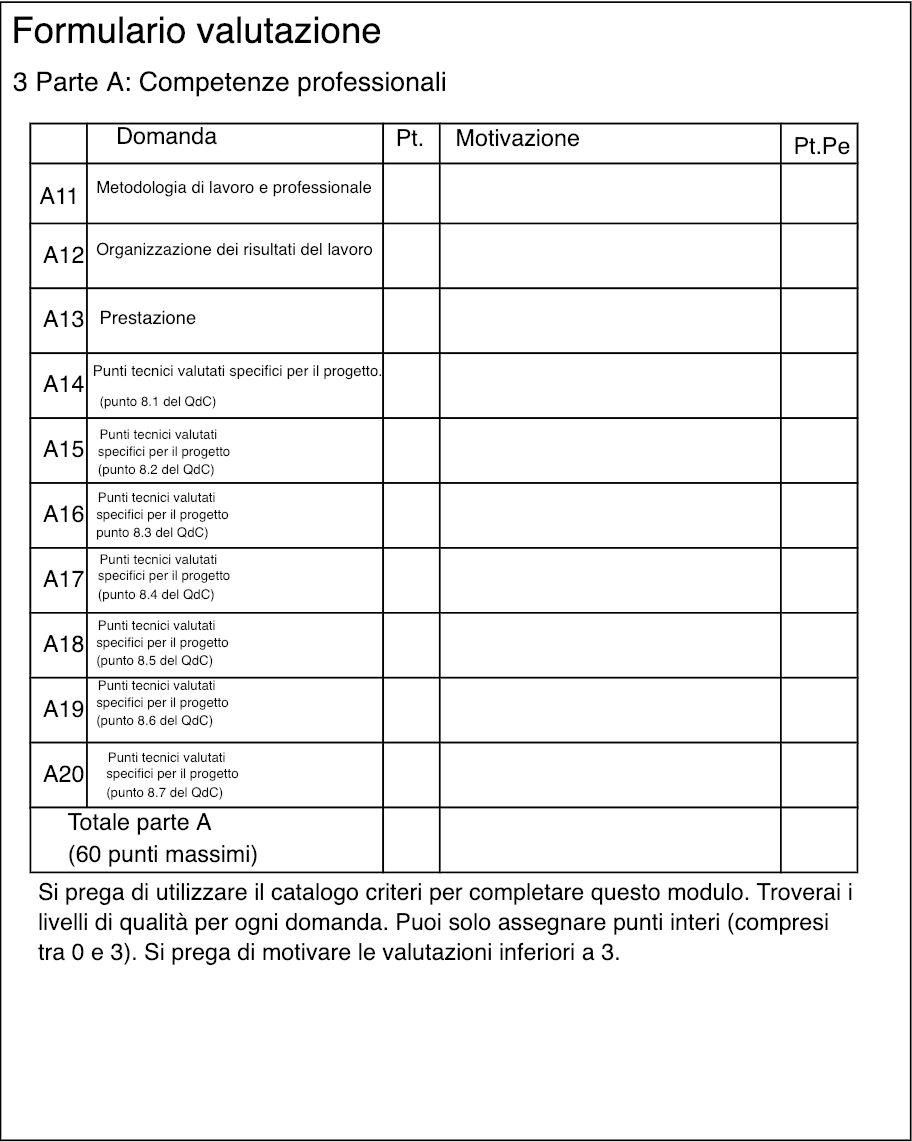 Formulario valutazione
3 Parte A: Competenze professionali
Domanda Pt. Motivazione Pt.Pe
A11 Metodologia di lavoro e professionale
A12 Organizzazione dei risultati del lavoro
A13 Prestazione
A14 Punti tecnici valutati specifici per il progetto.
(punto 8.1 del QdC)
A15 Punti tecnici valutati
specifici per il progetto
(punto 8.2 del QdC)
A16 Punti tecnici valutati
specifici per il progetto
punto 8.3 del QdC)
A17 Punti tecnici valutati
specifici per il progetto
(punto 8.4 del QdC)
A18 Punti tecnici valutati
specifici per il progetto
(punto 8.5 del QdC)
A19 Punti tecnici valutati
specifici per il progetto
(punto 8.6 del QdC)
A20 Punti tecnici valutati
specifici per il progetto
(punto 8.7 del QdC)
Totale parte A
(60 punti massimi)
Si prega di utilizzare il catalogo criteri per completare questo modulo. Troverai i
livelli di qualità per ogni domanda. Puoi solo assegnare punti interi (compresi
tra 0 e 3). Si prega di motivare le valutazioni inferiori a 3.